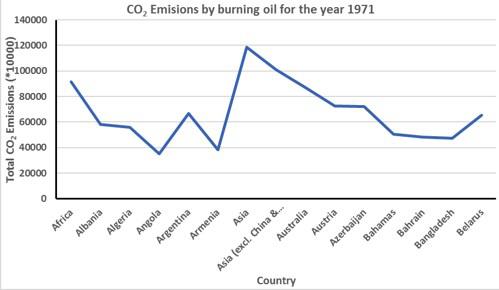 CO₂ Emisions by burning oil for the year 1971
Total CO₂ Emissions (*10000)
140000
120000
100000
80000
60000
40000
20000
0
Africa
Albania
Algeria
Angola
Argentina
Armenia
Asia
Asia (excl. China &...
Australia
Austria
Azerbaijan
Bahamas
Bahrain
Bangladesh
Belarus
Country